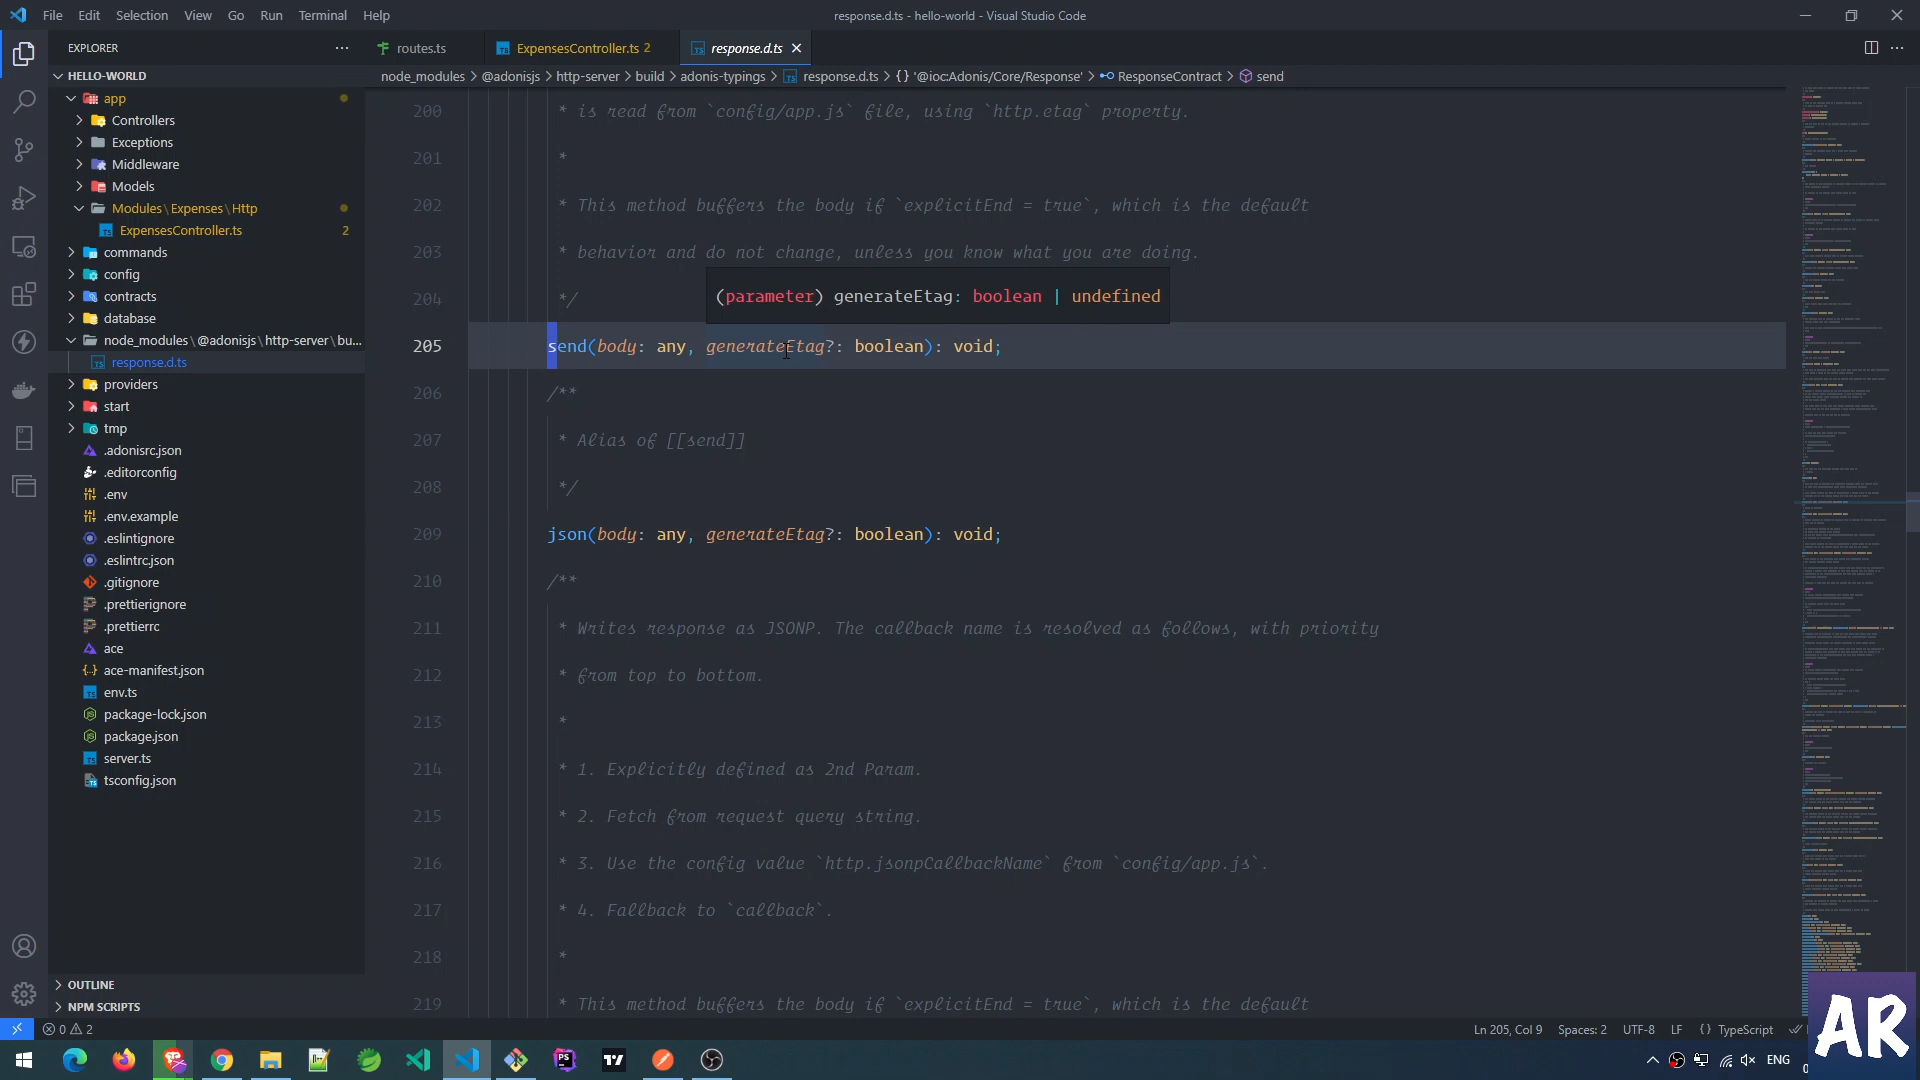 File Edit Selection View Go Run Terminal Help
response.d.ts - hello-world - Visual Studio Code
EXPLORER
routes.ts
ExpensesController.ts 2
response.d.ts
HELLO-WORLD
node_modules > @adonisjs > http-server > build > adonis-typings > response.d.ts > {} '@ioc:Adonis/Core/Response' > ResponseContract > send
app
Controllers
Exceptions
Middleware
Models
Modules\Expenses\Http
ExpensesController.ts 2
commands
config
contracts
database
node_modules\@adonisjs\http-server\bu...
response.d.ts
providers
start
tmp
.adonisrc.json
.editorconfig
.env
.env.example
.eslintignore
.eslintrc.json
.gitignore
.prettierignore
.prettierrc
ace
ace-manifest.json
env.ts
package-lock.json
package.json
server.ts
tsconfig.json
OUTLINE
NPM SCRIPTS
200 * is read from `config/app.js` file, using `http.etag` property.
201 *
202 * This method buffers the body if `explicitEnd = true`, which is the default
203 * behavior and do not change, unless you know what you are doing.
204 */
(parameter) generateEtag: boolean | undefined
205 send(body: any, generateEtag?: boolean): void;
206 /**
207 * Alias of [[send]]
208 */
209 json(body: any, generateEtag?: boolean): void;
210 /**
211 * Writes response as JSONP. The callback name is resolved as follows, with priority
212 * from top to bottom.
213 *
214 * 1. Explicitly defined as 2nd Param.
215 * 2. Fetch from request query string.
216 * 3. Use the config value `http.jsonpCallbackName` from `config/app.js`.
217 * 4. Fallback to `callback`.
218 *
219 * This method buffers the body if `explicitEnd = true`, which is the default
0 2
Ln 205, Col 9 Spaces: 2 UTF-8 LF {} TypeScript
AR
PS
ENG